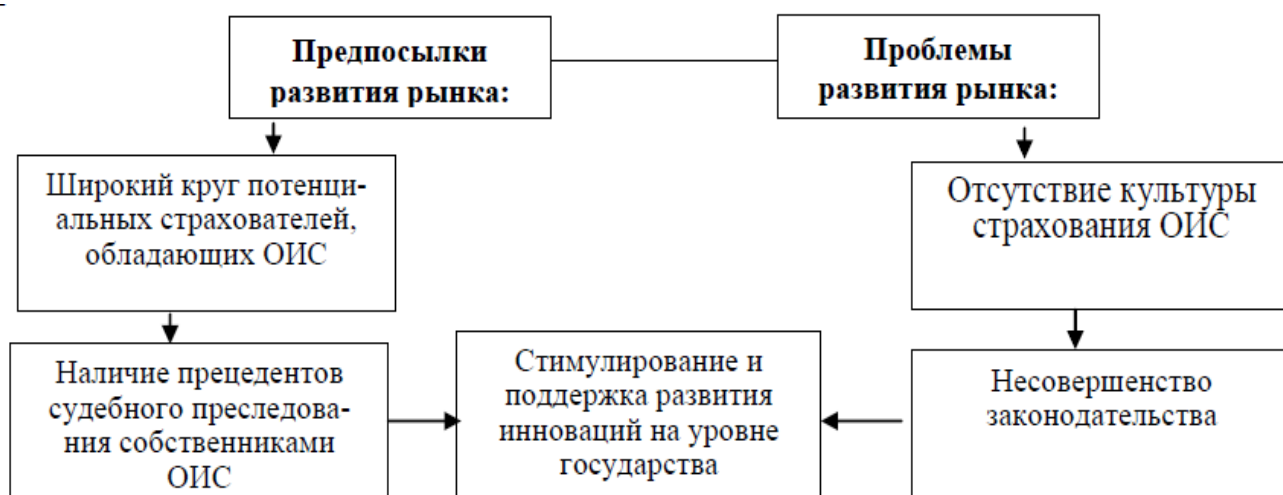 Предпосылки
развития рынка:
Проблемы
развития рынка:
Широкий круг потенци-
альных страхователей,
обладающих ОИС
Отсутствие культуры
страхования ОИС
Наличие прецедентов
судебного преследова-
ния собственниками
ОИС
Стимулирование и
поддержка развития
инноваций на уровне
государства
Несовершенство
законодательства